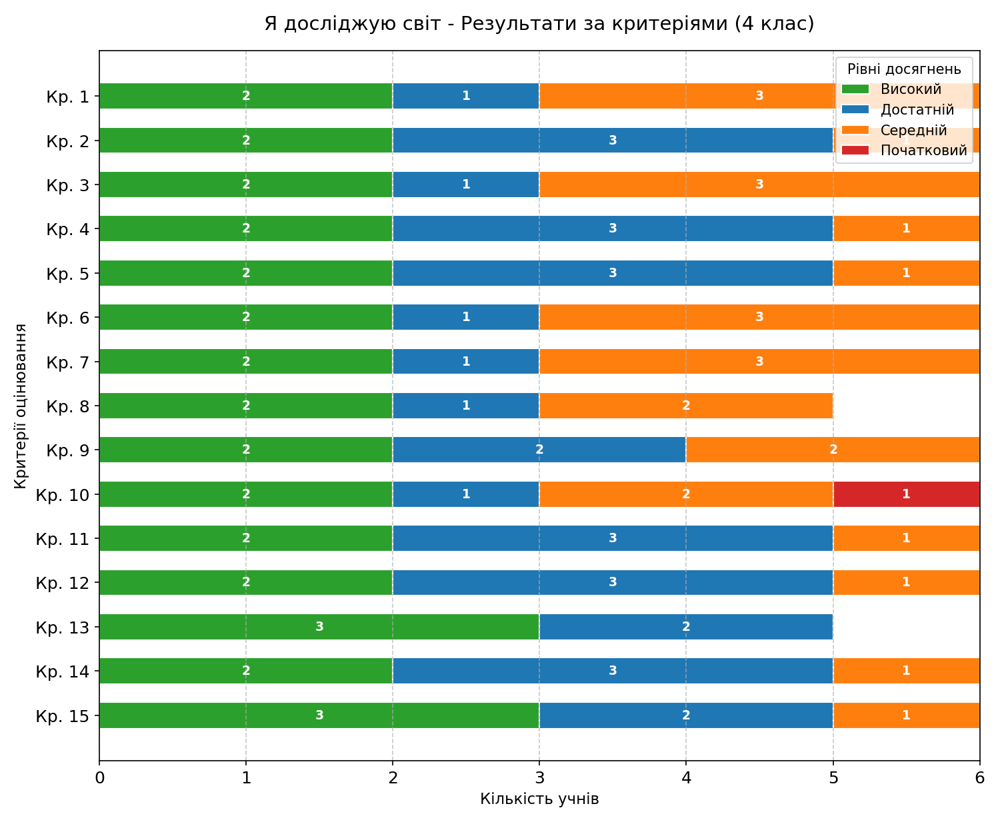 Я досліджую світ - Результати за критеріями (4 клас)
Рівні досягнень
Високий
Достатній
Середній
Початковий
Критерії оцінювання
Кр. 1 2 1 3
Кр. 2 2 3 1
Кр. 3 2 1 3
Кр. 4 2 3 1
Кр. 5 2 3 1
Кр. 6 2 1 3
Кр. 7 2 1 3
Кр. 8 2 1 2
Кр. 9 2 2 2
Кр. 10 2 1 2 1
Кр. 11 2 3 1
Кр. 12 2 3 1
Кр. 13 3 2
Кр. 14 2 3 1
Кр. 15 3 2 1
0 1 2 3 4 5 6
Кількість учнів